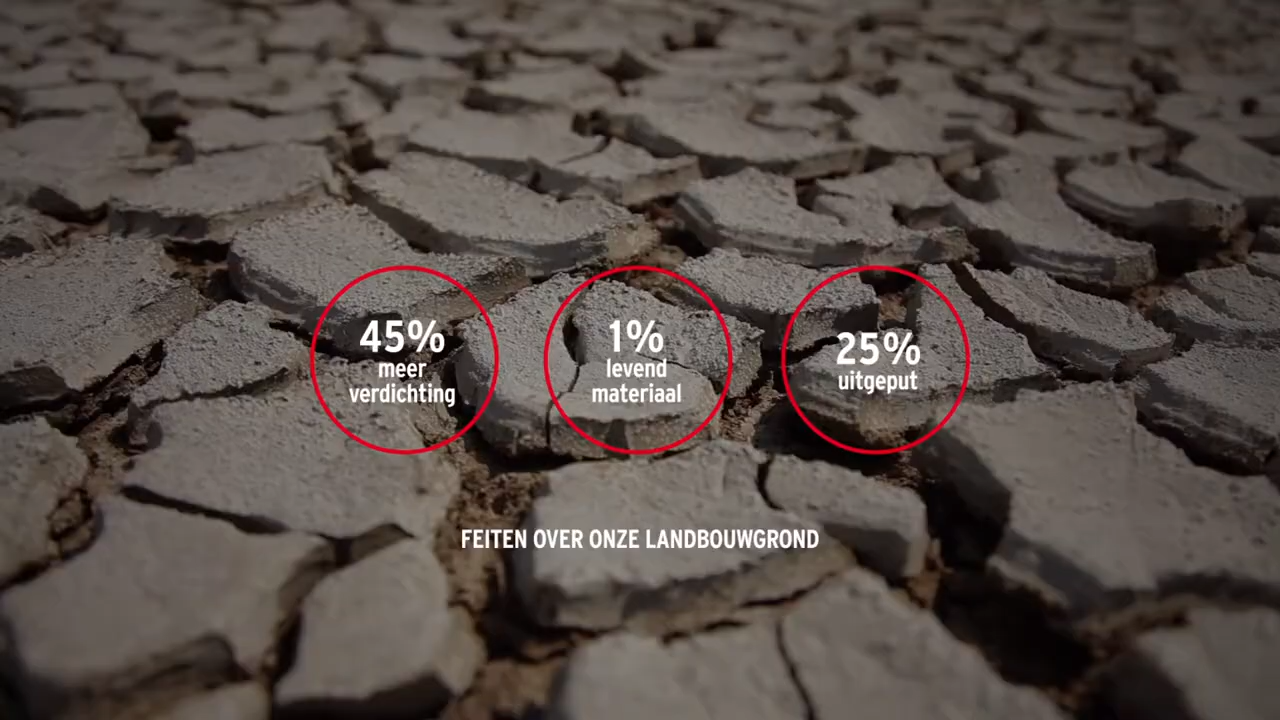 45%
meer
verdichting
1%
levend
materiaal
25%
uitgeput
FEITEN OVER ONZE LANDBOUWGROND